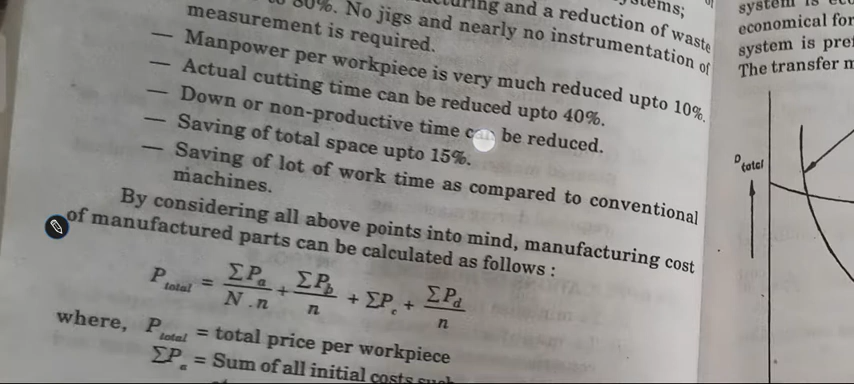 uring and a reduction of waste
to 80%. No jigs and nearly no instrumentation of
measurement is required.
— Manpower per workpiece is very much reduced upto 10%.
— Actual cutting time can be reduced upto 40%.
— Down or non-productive time be reduced.
— Saving of total space upto 15%.
— Saving of lot of work time as compared to conventional
machines.
By considering all above points into mind, manufacturing cost
of manufactured parts can be calculated as follows :
P_total = ΣP_a / N . n + ΣP_b / n + ΣP_c + ΣP_d / n
where, P_total = total price per workpiece
ΣP_a = Sum of all initial costs
economical for
system is
The transfer
P_total